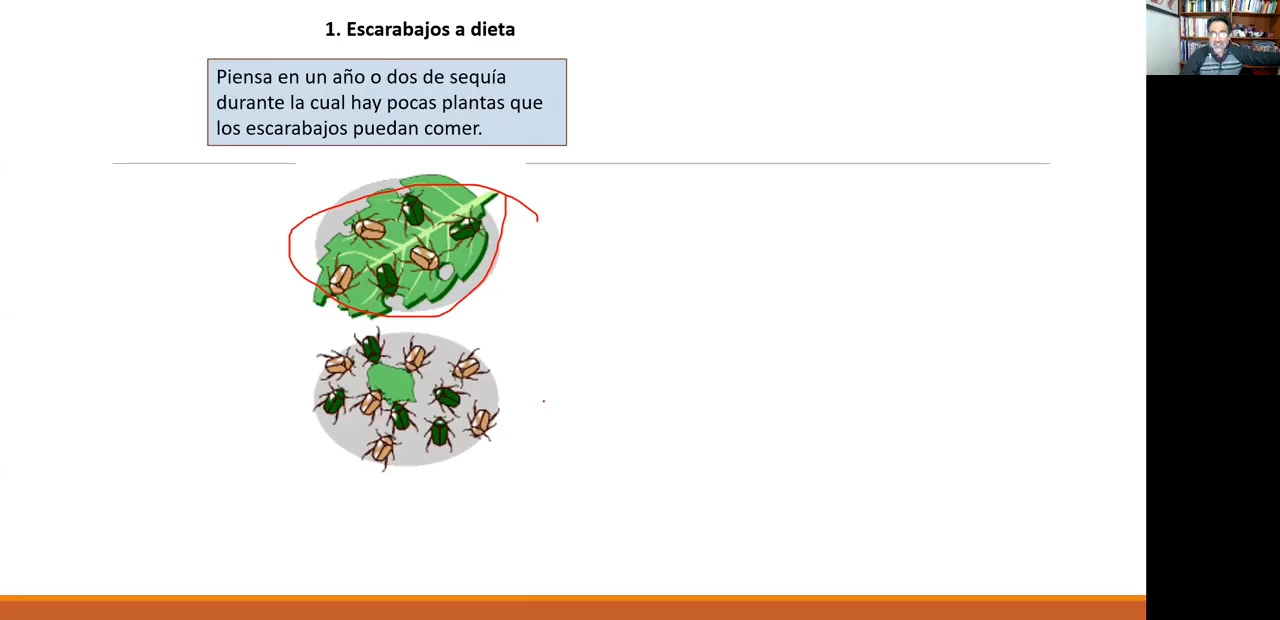 1. Escarabajos a dieta
Piensa en un año o dos de sequía
durante la cual hay pocas plantas que
los escarabajos puedan comer.